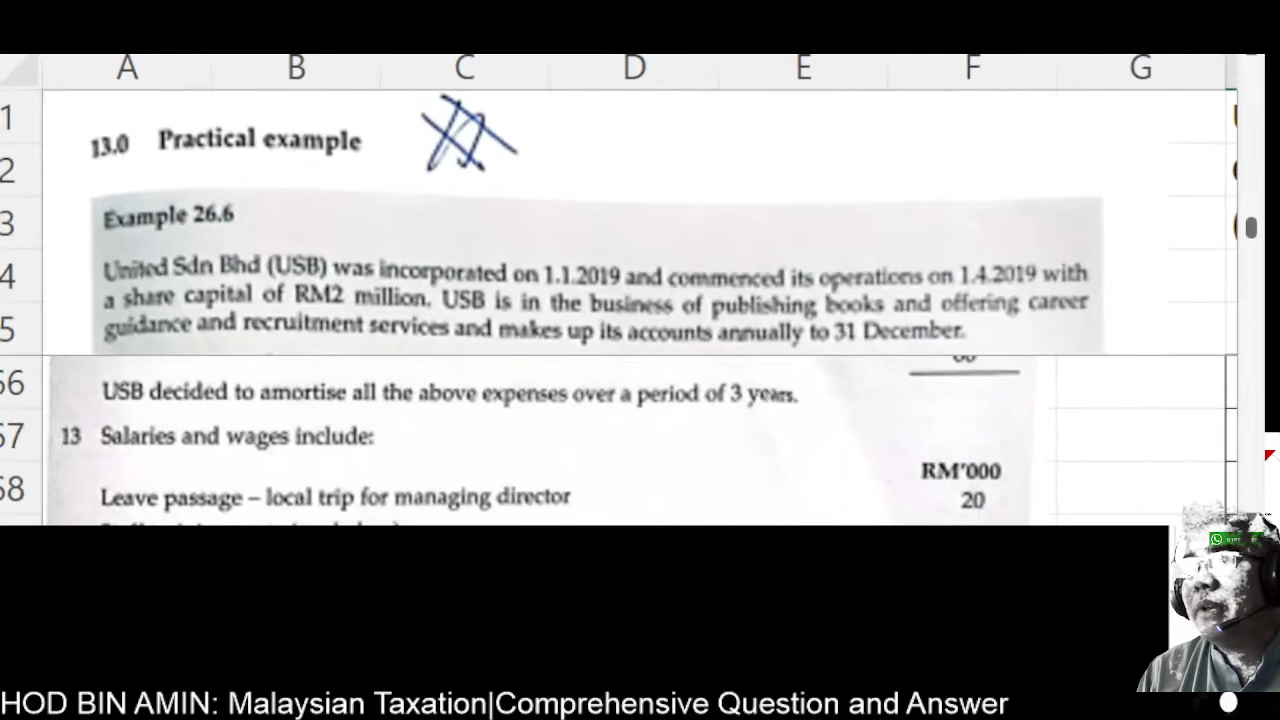 A B C D E F G
1
2
3
4
5
13.0 Practical example
Example 26.6
United Sdn Bhd (USB) was incorporated on 1.1.2019 and commenced its operations on 1.4.2019 with
a share capital of RM2 million. USB is in the business of publishing books and offering career
guidance and recruitment services and makes up its accounts annually to 31 December.
56
USB decided to amortise all the above expenses over a period of 3 years.
57
13 Salaries and wages include:
RM'000
58
Leave passage – local trip for managing director 20
HOD BIN AMIN: Malaysian Taxation|Comprehensive Question and Answer